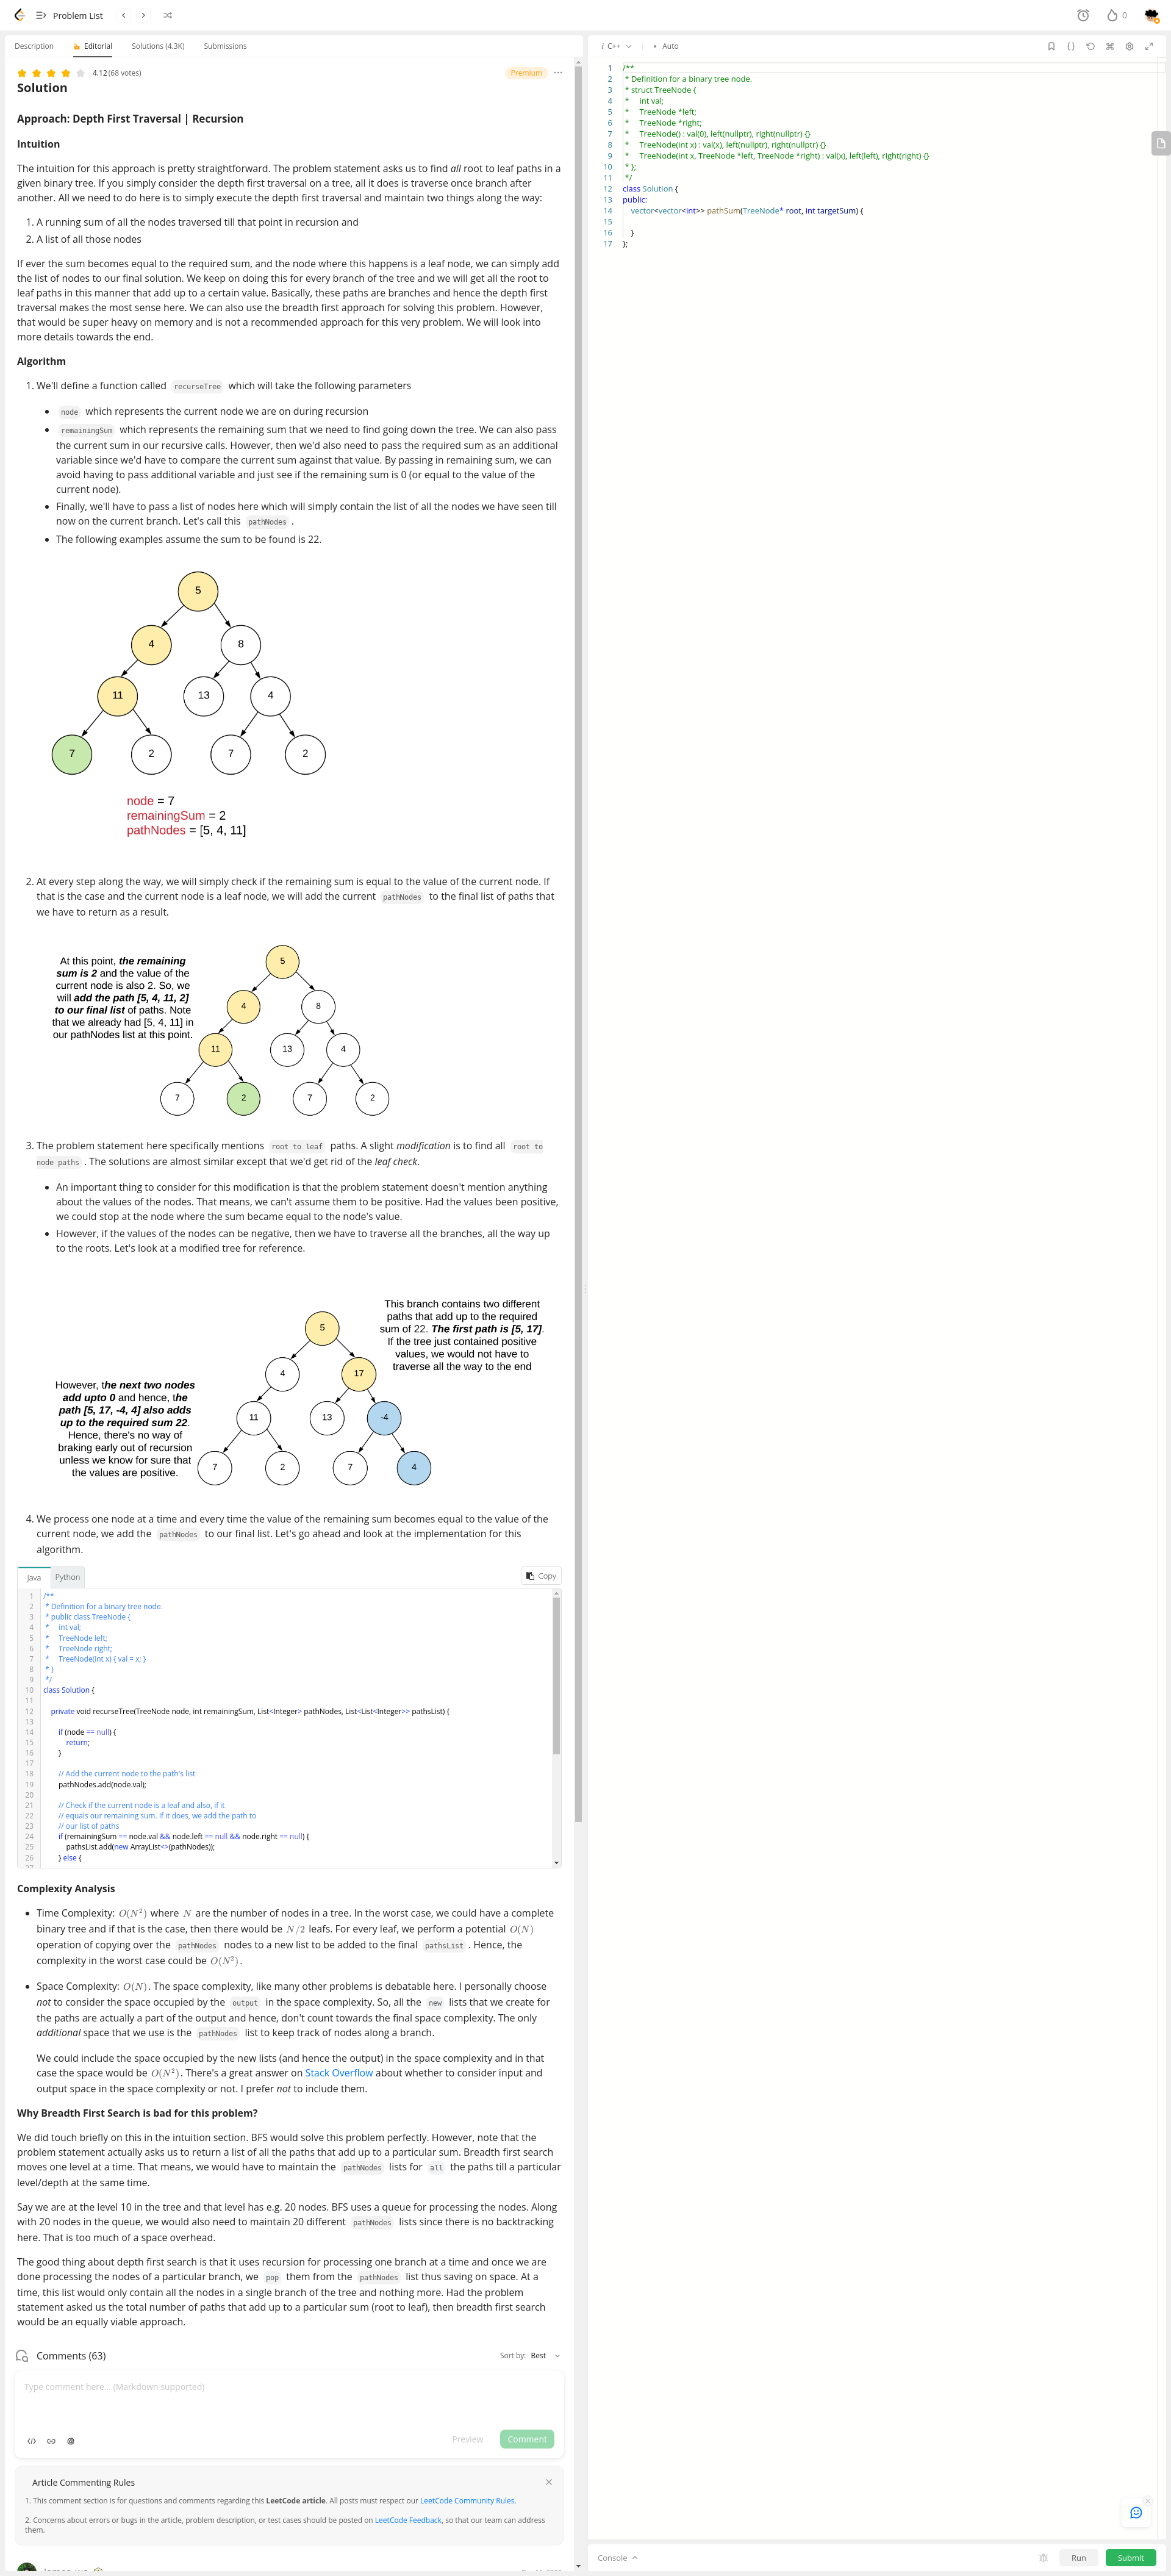 Problem List
0
Description
Editorial
Solutions (4.3K)
Submissions
4.12 (68 votes)
Premium
Solution
Approach: Depth First Traversal | Recursion
Intuition
The intuition for this approach is pretty straightforward. The problem statement asks us to find all root to leaf paths in a
given binary tree. If you simply consider the depth first traversal on a tree, all it does is traverse once branch after
another. All we need to do here is to simply execute the depth first traversal and maintain two things along the way:
1. A running sum of all the nodes traversed till that point in recursion and
2. A list of all those nodes
If ever the sum becomes equal to the required sum, and the node where this happens is a leaf node, we can simply add
the list of nodes to our final solution. We keep on doing this for every branch of the tree and we will get all the root to
leaf paths in this manner that add up to a certain value. Basically, these paths are branches and hence the depth first
traversal makes the most sense here. We can also use the breadth first approach for solving this problem. However,
that would be super heavy on memory and is not a recommended approach for this very problem. We will look into
more details towards the end.
Algorithm
1. We'll define a function called recurseTree which will take the following parameters
node which represents the current node we are on during recursion
remainingSum which represents the remaining sum that we need to find going down the tree. We can also pass
the current sum in our recursive calls. However, then we'd also need to pass the required sum as an additional
variable since we'd have to compare the current sum against that value. By passing in remaining sum, we can
avoid having to pass additional variable and just see if the remaining sum is 0 (or equal to the value of the
current node).
Finally, we'll have to pass a list of nodes here which will simply contain the list of all the nodes we have seen till
now on the current branch. Let's call this pathNodes .
The following examples assume the sum to be found is 22.
5
4
8
11
13
4
7
2
7
2
node = 7
remainingSum = 2
pathNodes = [5, 4, 11]
2. At every step along the way, we will simply check if the remaining sum is equal to the value of the current node. If
that is the case and the current node is a leaf node, we will add the current pathNodes to the final list of paths that
we have to return as a result.
At this point, the remaining
sum is 2 and the value of the
current node is also 2. So, we
will add the path [5, 4, 11, 2]
to our final list of paths. Note
that we already had [5, 4, 11] in
our pathNodes list at this point.
5
4
8
11
13
4
7
2
7
2
3. The problem statement here specifically mentions root to leaf paths. A slight modification is to find all root to
node paths . The solutions are almost similar except that we'd get rid of the leaf check.
An important thing to consider for this modification is that the problem statement doesn't mention anything
about the values of the nodes. That means, we can't assume them to be positive. Had the values been positive,
we could stop at the node where the sum became equal to the node's value.
However, if the values of the nodes can be negative, then we have to traverse all the branches, all the way up
to the roots. Let's look at a modified tree for reference.
This branch contains two different
paths that add up to the required
sum of 22. The first path is [5, 17].
If the tree just contained positive
values, we would not have to
traverse all the way to the end
However, the next two nodes
add upto 0 and hence, the
path [5, 17, -4, 4] also adds
up to the required sum 22.
Hence, there's no way of
braking early out of recursion
unless we know for sure that
the values are positive.
5
4
17
11
13
-4
7
2
7
4
4. We process one node at a time and every time the value of the remaining sum becomes equal to the value of the
current node, we add the pathNodes to our final list. Let's go ahead and look at the implementation for this
algorithm.
Java
Python
Copy
1 /**
2 * Definition for a binary tree node.
3 * public class TreeNode {
4 * int val;
5 * TreeNode left;
6 * TreeNode right;
7 * TreeNode(int x) { val = x; }
8 * }
9 */
10 class Solution {
11
12 private void recurseTree(TreeNode node, int remainingSum, List<Integer> pathNodes, List<List<Integer>> pathsList) {
13
14 if (node == null) {
15 return;
16 }
17
18 // Add the current node to the path's list
19 pathNodes.add(node.val);
20
21 // Check if the current node is a leaf and also, if it
22 // equals our remaining sum. If it does, we add the path to
23 // our list of paths
24 if (remainingSum == node.val && node.left == null && node.right == null) {
25 pathsList.add(new ArrayList<>(pathNodes));
26 } else {
Complexity Analysis
Time Complexity: O(N²) where N are the number of nodes in a tree. In the worst case, we could have a complete
binary tree and if that is the case, then there would be N/2 leafs. For every leaf, we perform a potential O(N)
operation of copying over the pathNodes nodes to a new list to be added to the final pathsList . Hence, the
complexity in the worst case could be O(N²).
Space Complexity: O(N). The space complexity, like many other problems is debatable here. I personally choose
not to consider the space occupied by the output in the space complexity. So, all the new lists that we create for
the paths are actually a part of the output and hence, don't count towards the final space complexity. The only
additional space that we use is the pathNodes list to keep track of nodes along a branch.
We could include the space occupied by the new lists (and hence the output) in the space complexity and in that
case the space would be O(N²). There's a great answer on Stack Overflow about whether to consider input and
output space in the space complexity or not. I prefer not to include them.
Why Breadth First Search is bad for this problem?
We did touch briefly on this in the intuition section. BFS would solve this problem perfectly. However, note that the
problem statement actually asks us to return a list of all the paths that add up to a particular sum. Breadth first search
moves one level at a time. That means, we would have to maintain the pathNodes lists for all the paths till a particular
level/depth at the same time.
Say we are at the level 10 in the tree and that level has e.g. 20 nodes. BFS uses a queue for processing the nodes. Along
with 20 nodes in the queue, we would also need to maintain 20 different pathNodes lists since there is no backtracking
here. That is too much of a space overhead.
The good thing about depth first search is that it uses recursion for processing one branch at a time and once we are
done processing the nodes of a particular branch, we pop them from the pathNodes list thus saving on space. At a
time, this list would only contain all the nodes in a single branch of the tree and nothing more. Had the problem
statement asked us the total number of paths that add up to a particular sum (root to leaf), then breadth first search
would be an equally viable approach.
Comments (63)
Sort by: Best
Type comment here... (Markdown supported)
Preview
Comment
Article Commenting Rules
1. This comment section is for questions and comments regarding this LeetCode article. All posts must respect our LeetCode Community Rules.
2. Concerns about errors or bugs in the article, problem description, or test cases should be posted on LeetCode Feedback, so that our team can address
them.
i C++
Auto
1 /**
2 * Definition for a binary tree node.
3 * struct TreeNode {
4 * int val;
5 * TreeNode *left;
6 * TreeNode *right;
7 * TreeNode() : val(0), left(nullptr), right(nullptr) {}
8 * TreeNode(int x) : val(x), left(nullptr), right(nullptr) {}
9 * TreeNode(int x, TreeNode *left, TreeNode *right) : val(x), left(left), right(right) {}
10 * };
11 */
12 class Solution {
13 public:
14 vector<vector<int>> pathSum(TreeNode* root, int targetSum) {
15
16 }
17 };
Console
Run
Submit